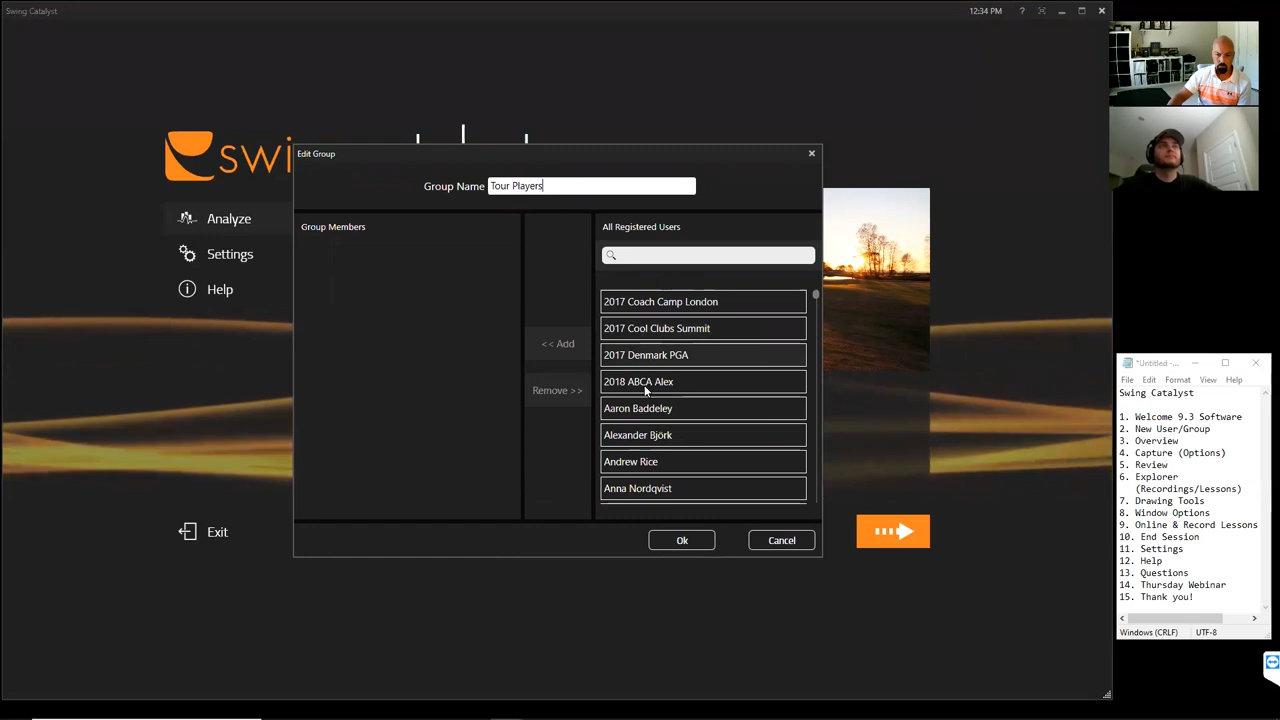 Swing Catalyst
12:34 PM
?
swi
Analyze
Settings
Help
Exit
Edit Group
Group Name
Tour Players
Group Members
<< Add
Remove >>
All Registered Users
2017 Coach Camp London
2017 Cool Clubs Summit
2017 Denmark PGA
2018 ABCA Alex
Aaron Baddeley
Alexander Björk
Andrew Rice
Anna Nordqvist
Ok
Cancel
*Untitled -...
File Edit Format View Help
Swing Catalyst
1. Welcome 9.3 Software
2. New User/Group
3. Overview
4. Capture (Options)
5. Review
6. Explorer
(Recordings/Lessons)
7. Drawing Tools
8. Window Options
9. Online & Record Lessons
10. End Session
11. Settings
12. Help
13. Questions
14. Thursday Webinar
15. Thank you!
Windows (CRLF)
UTF-8